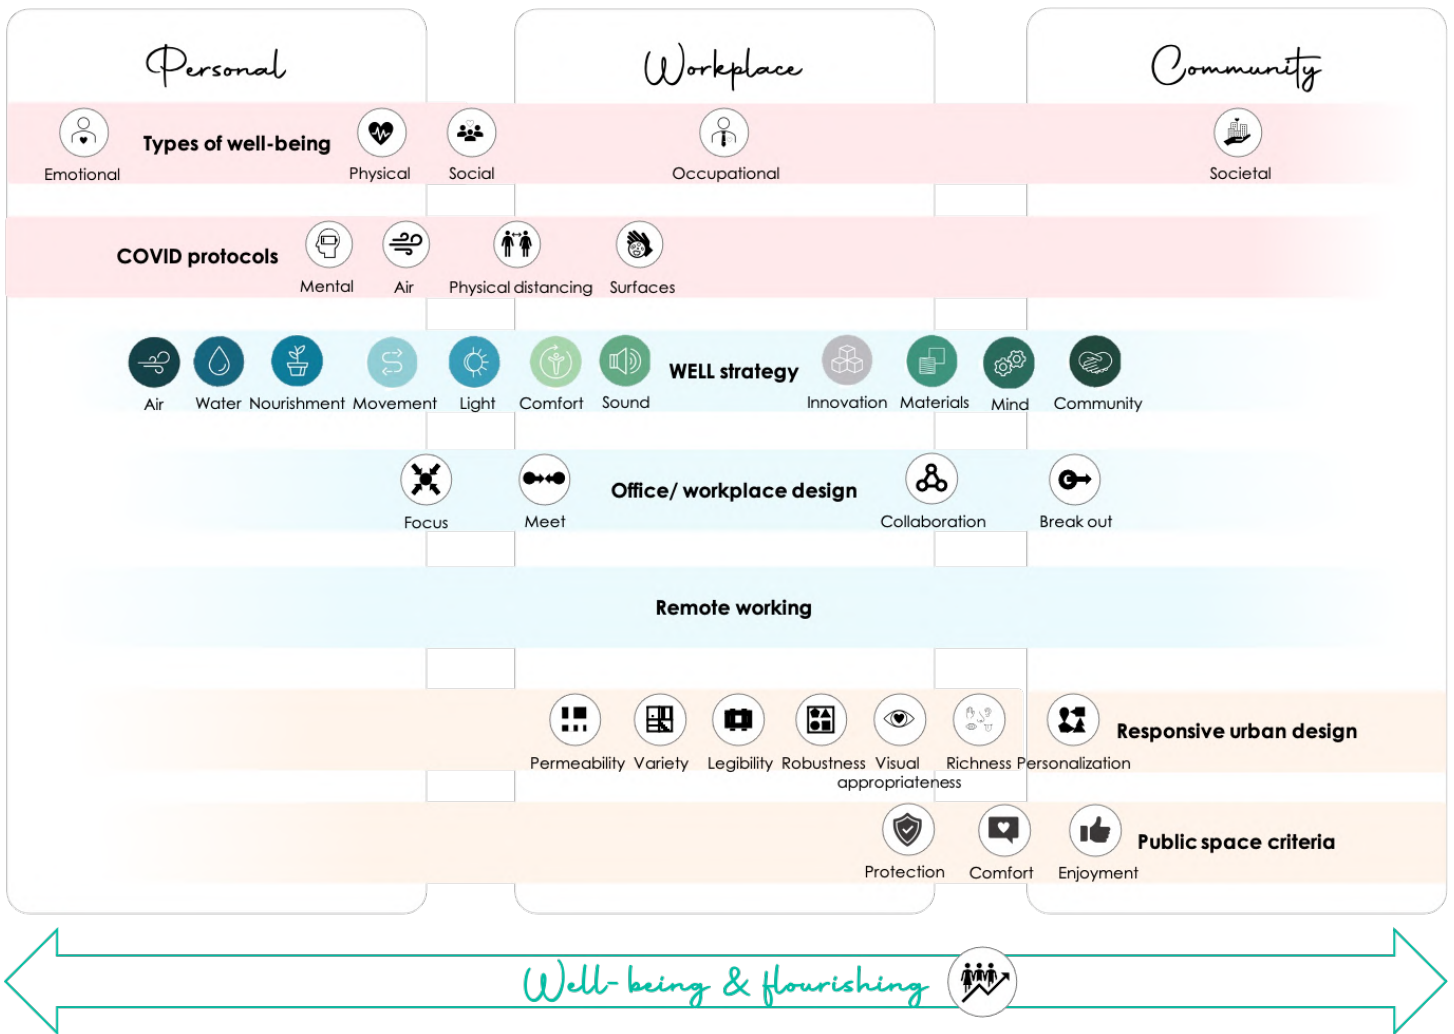 Personal
Workplace
Community
Types of well-being
Emotional
Physical
Social
Occupational
Societal
COVID protocols
Mental
Air
Physical distancing
Surfaces
WELL strategy
Air
Water
Nourishment
Movement
Light
Comfort
Sound
Innovation
Materials
Mind
Community
Office/ workplace design
Focus
Meet
Collaboration
Break out
Remote working
Responsive urban design
Permeability
Variety
Legibility
Robustness
Visual
appropriateness
Richness
Personalization
Public space criteria
Protection
Comfort
Enjoyment
Well-being & flourishing